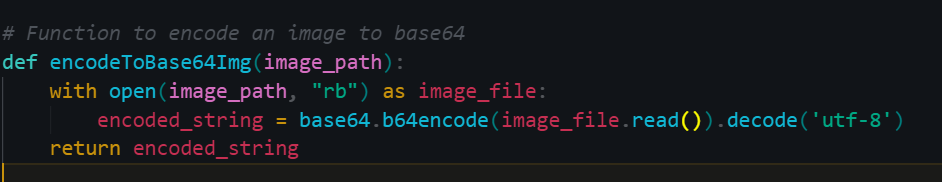 # Function to encode an image to base64
def encodeToBase64Img(image_path):
    with open(image_path, "rb") as image_file:
        encoded_string = base64.b64encode(image_file.read()).decode('utf-8')
    return encoded_string